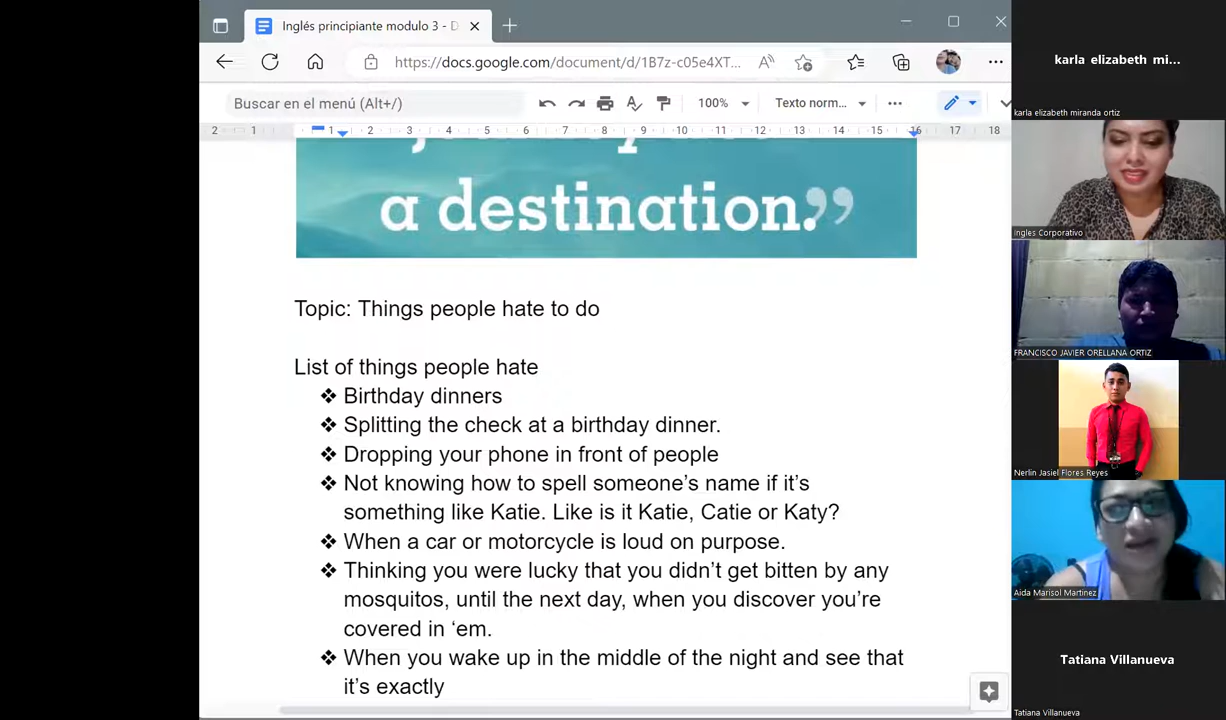 Inglés principiante modulo 3 - D
https://docs.google.com/document/d/1B7z-c05e4XT...
Buscar en el menú (Alt+/)
100%
Texto norm...
2 1 1 2 3 4 5 6 7 8 9 10 11 12 13 14 15 16 17 18
a destination.”
Topic: Things people hate to do
List of things people hate
❖ Birthday dinners
❖ Splitting the check at a birthday dinner.
❖ Dropping your phone in front of people
❖ Not knowing how to spell someone’s name if it’s
something like Katie. Like is it Katie, Catie or Katy?
❖ When a car or motorcycle is loud on purpose.
❖ Thinking you were lucky that you didn’t get bitten by any
mosquitos, until the next day, when you discover you’re
covered in ‘em.
❖ When you wake up in the middle of the night and see that
it’s exactly
karla elizabeth mi...
karla elizabeth miranda ortiz
Ingles Corporativo
FRANCISCO JAVIER ORELLANA ORTIZ
Nerlin Jasiel Flores Reyes
Aida Marisol Martinez
Tatiana Villanueva
Tatiana Villanueva